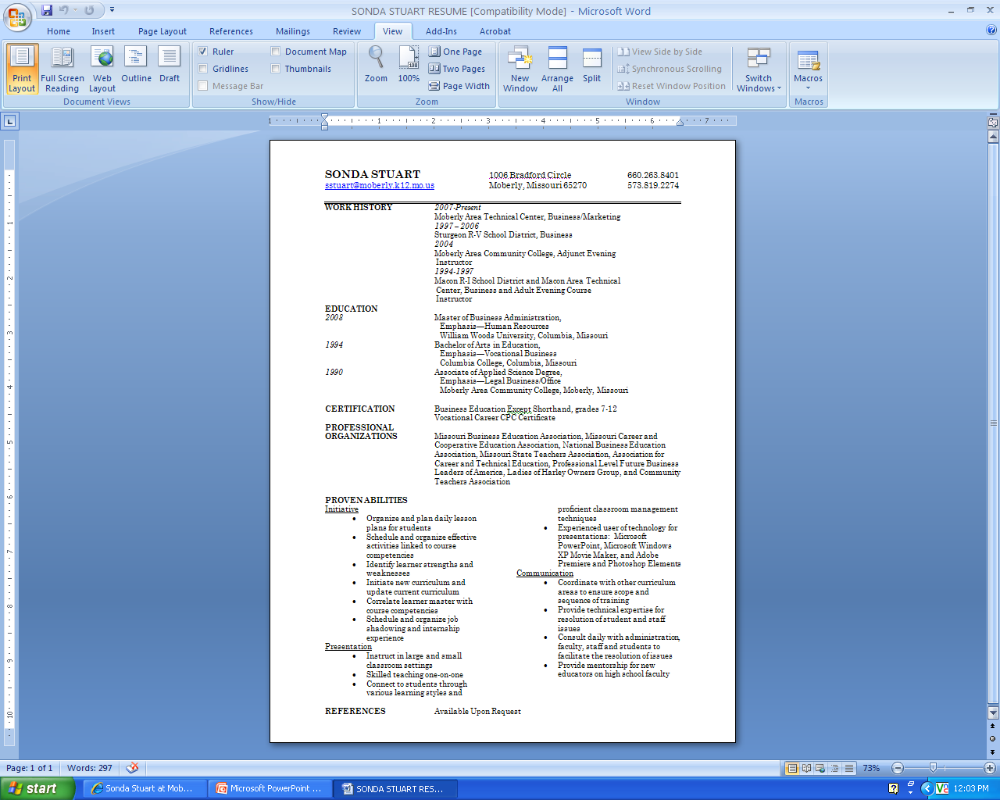 SONDA STUART RESUME [Compatibility Mode] - Microsoft Word
Home Insert Page Layout References Mailings Review View Add-Ins Acrobat
Print Layout
Full Screen Reading
Web Layout
Outline
Draft
Document Views
Ruler
Gridlines
Message Bar
Document Map
Thumbnails
Show/Hide
Zoom
100
100%
One Page
Two Pages
Page Width
Zoom
New Window
Arrange All
Split
View Side by Side
Synchronous Scrolling
Reset Window Position
Window
Switch Windows
Macros
Macros
1 1 2 3 4 5 6 7
1 2 3 4 5 6 7 8 9 10
SONDA STUART 1006 Bradford Circle 660.263.8401
sstuart@moberly.k12.mo.us Moberly, Missouri 65270 573.819.2274
WORK HISTORY 2007-Present
Moberly Area Technical Center, Business/Marketing
1997 – 2006
Sturgeon R-V School District, Business
2004
Moberly Area Community College, Adjunct Evening
Instructor
1994-1997
Macon R-I School District and Macon Area Technical
Center, Business and Adult Evening Course
Instructor
EDUCATION
2008 Master of Business Administration,
Emphasis—Human Resources
William Woods University, Columbia, Missouri
1994 Bachelor of Arts in Education,
Emphasis—Vocational Business
Columbia College, Columbia, Missouri
1990 Associate of Applied Science Degree,
Emphasis—Legal Business/Office
Moberly Area Community College, Moberly, Missouri
CERTIFICATION Business Education Except Shorthand, grades 7-12
Vocational Career CPC Certificate
PROFESSIONAL
ORGANIZATIONS Missouri Business Education Association, Missouri Career and
Cooperative Education Association, National Business Education
Association, Missouri State Teachers Association, Association for
Career and Technical Education, Professional Level Future Business
Leaders of America, Ladies of Harley Owners Group, and Community
Teachers Association
PROVEN ABILITIES
Initiative
• Organize and plan daily lesson
plans for students
• Schedule and organize effective
activities linked to course
competencies
• Identify learner strengths and
weaknesses
• Initiate new curriculum and
update current curriculum
• Correlate learner master with
course competencies
• Schedule and organize job
shadowing and internship
experience
Presentation
• Instruct in large and small
classroom settings
• Skilled teaching one-on-one
• Connect to students through
various learning styles and
proficient classroom management
techniques
• Experienced user of technology for
presentations: Microsoft
PowerPoint, Microsoft Windows
XP Movie Maker, and Adobe
Premiere and Photoshop Elements
Communication
• Coordinate with other curriculum
areas to ensure scope and
sequence of training
• Provide technical expertise for
resolution of student and staff
issues
• Consult daily with administration,
faculty, staff and students to
facilitate the resolution of issues
• Provide mentorship for new
educators on high school faculty
REFERENCES Available Upon Request
Page: 1 of 1 Words: 297 73%
start Sonda Stuart at Mob... Microsoft PowerPoint ... SONDA STUART RES... 12:03 PM